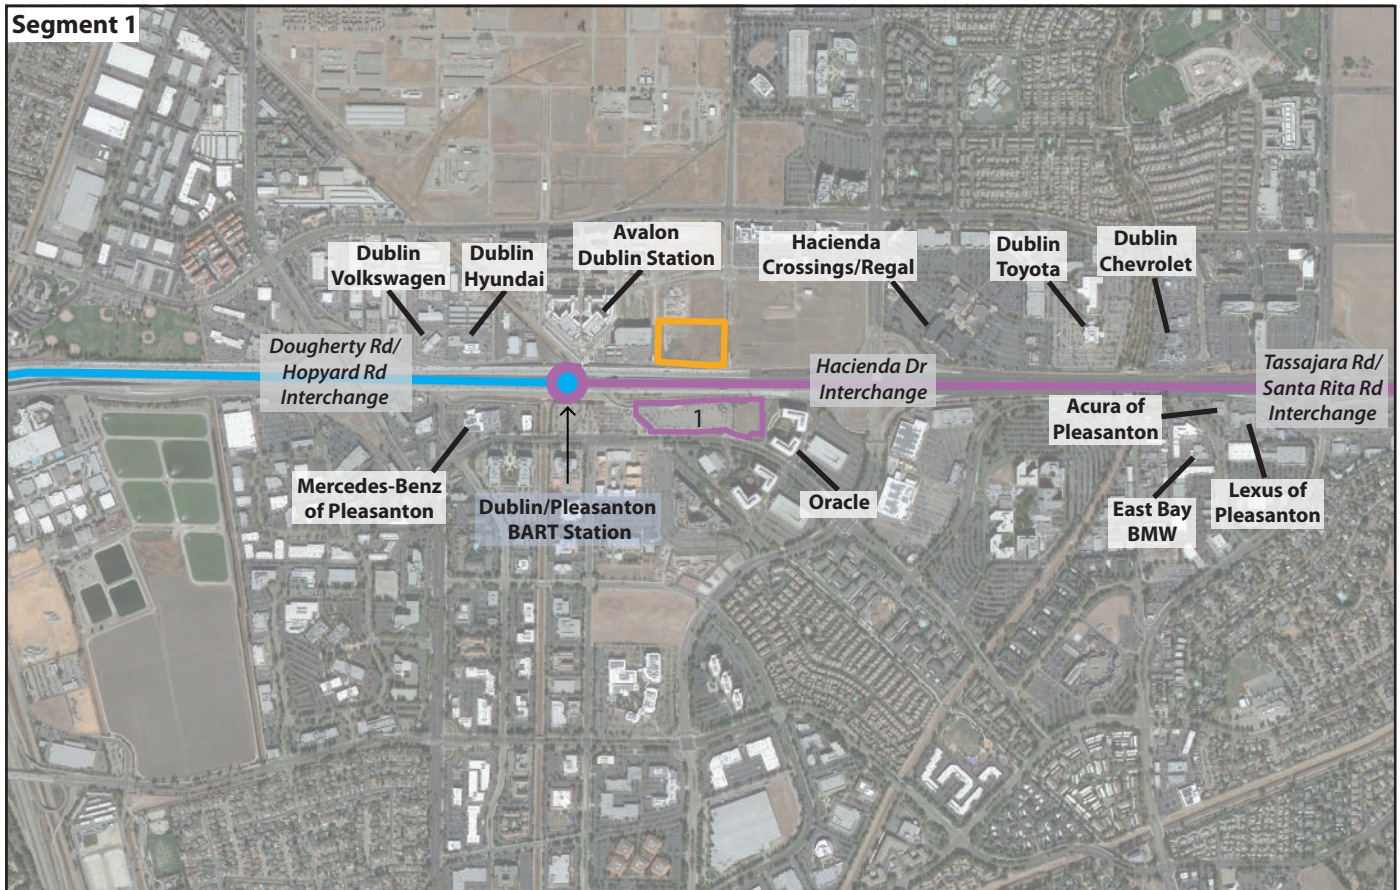 Segment 1
Avalon
Dublin Station
Dublin
Volkswagen
Dublin
Hyundai
Hacienda
Crossings/Regal
Dublin
Toyota
Dublin
Chevrolet
Dougherty Rd/
Hopyard Rd
Interchange
Hacienda Dr
Interchange
Tassajara Rd/
Santa Rita Rd
Interchange
1
Acura of
Pleasanton
Mercedes-Benz
of Pleasanton
Dublin/Pleasanton
BART Station
Oracle
East Bay
BMW
Lexus of
Pleasanton